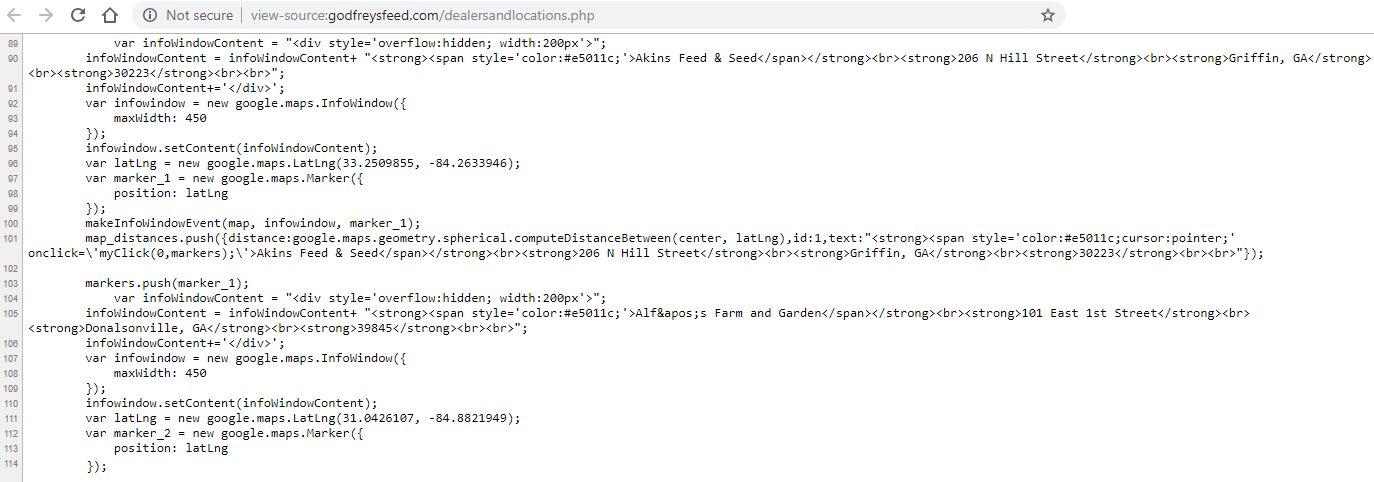 Not secure | view-source:godfreysfeed.com/dealersandlocations.php
89 var infoWindowContent = "<div style='overflow:hidden; width:200px'>";
90 infoWindowContent = infoWindowContent+ "<strong><span style='color:#e5011c;'>Akins Feed & Seed</span></strong><br><strong>206 N Hill Street</strong><br><strong>Griffin, GA</strong>
<br><strong>30223</strong><br><br>";
91 infoWindowContent+='</div>';
92 var infowindow = new google.maps.InfoWindow({
93 maxWidth: 450
94 });
95 infowindow.setContent(infoWindowContent);
96 var latLng = new google.maps.LatLng(33.2509855, -84.2633946);
97 var marker_1 = new google.maps.Marker({
98 position: latLng
99 });
100 makeInfoWindowEvent(map, infowindow, marker_1);
101 map_distances.push({distance:google.maps.geometry.spherical.computeDistanceBetween(center, latLng),id:1,text:"<strong><span style='color:#e5011c;cursor:pointer;'
onclick=\'myClick(0,markers);\'>Akins Feed & Seed</span></strong><br><strong>206 N Hill Street</strong><br><strong>Griffin, GA</strong><br><strong>30223</strong><br><br>"});
102
103 markers.push(marker_1);
104 var infoWindowContent = "<div style='overflow:hidden; width:200px'>";
105 infoWindowContent = infoWindowContent+ "<strong><span style='color:#e5011c;'>Alf&apos;s Farm and Garden</span></strong><br><strong>101 East 1st Street</strong><br>
<strong>Donalsonville, GA</strong><br><strong>39845</strong><br><br>";
106 infoWindowContent+='</div>';
107 var infowindow = new google.maps.InfoWindow({
108 maxWidth: 450
109 });
110 infowindow.setContent(infoWindowContent);
111 var latLng = new google.maps.LatLng(31.0426107, -84.8821949);
112 var marker_2 = new google.maps.Marker({
113 position: latLng
114 });